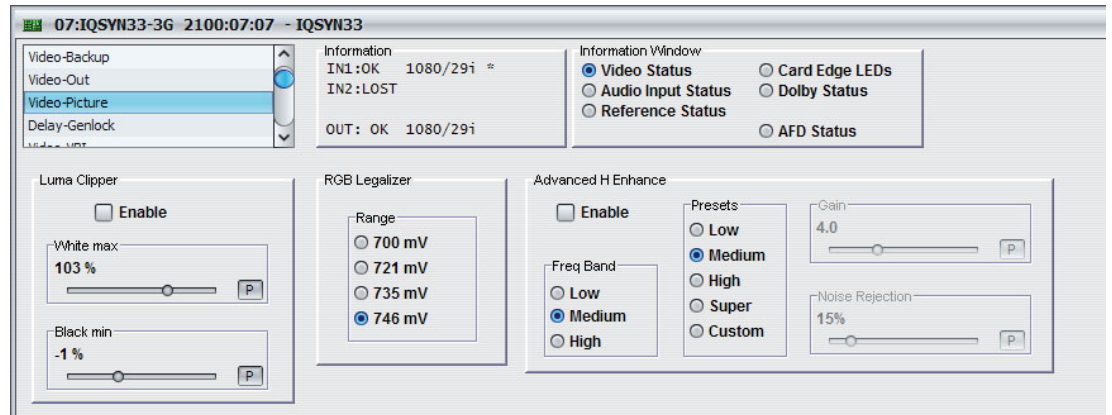 07:IQSYN33-3G 2100:07:07 - IQSYN33
Video-Backup
Video-Out
Video-Picture
Delay-Genlock
Video-VBI
Information
IN1:OK 1080/29i *
IN2:LOST
OUT: OK 1080/29i
Information Window
Video Status
Audio Input Status
Reference Status
Card Edge LEDs
Dolby Status
AFD Status
Luma Clipper
Enable
White max
103 %
P
Black min
-1 %
P
RGB Legalizer
Range
700 mV
721 mV
735 mV
746 mV
Advanced H Enhance
Enable
Freq Band
Low
Medium
High
Presets
Low
Medium
High
Super
Custom
Gain
4.0
P
Noise Rejection
15%
P